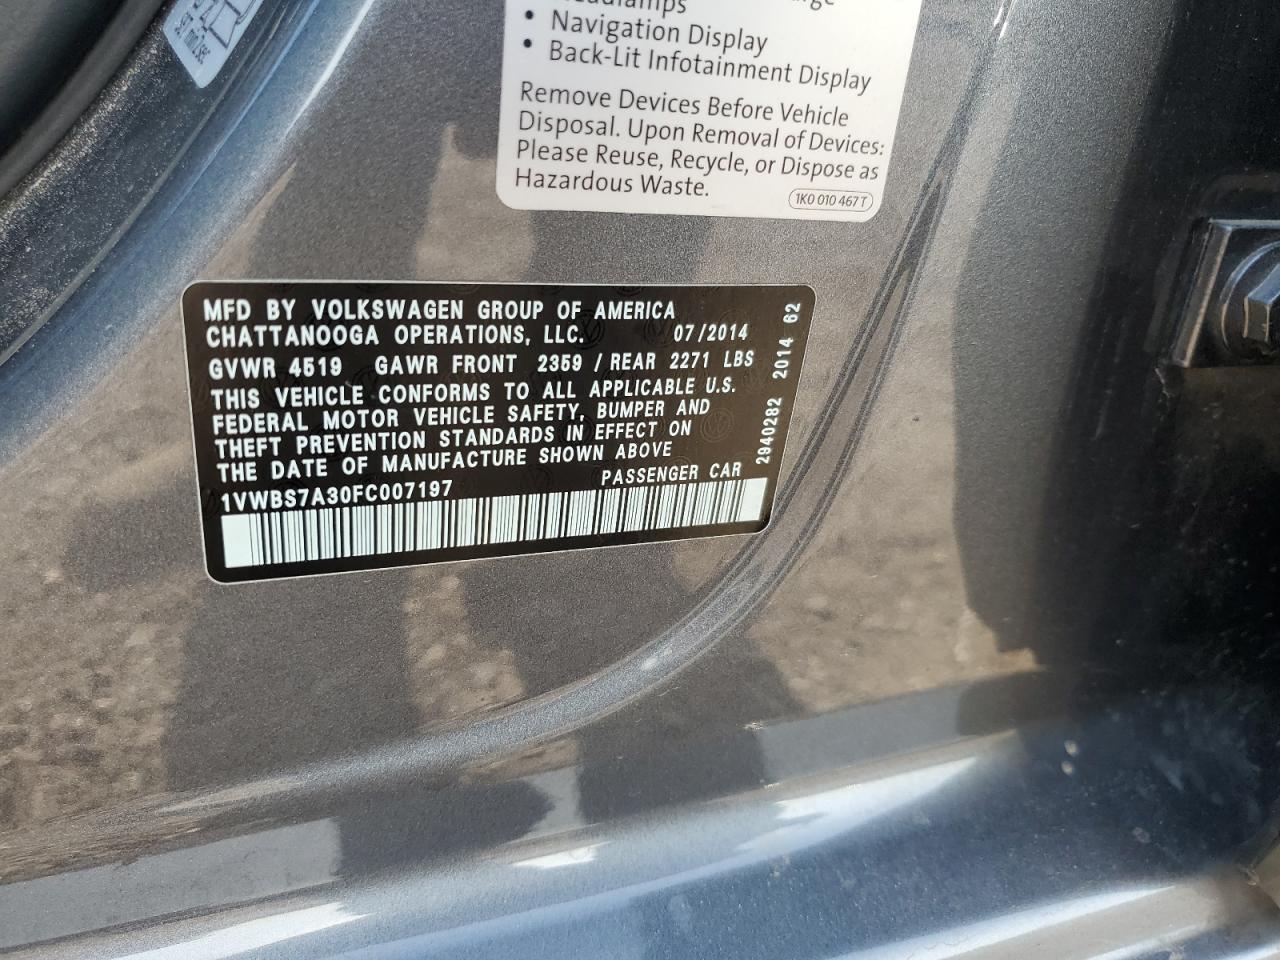 min/2sec
• Navigation Display
• Back-Lit Infotainment Display
Remove Devices Before Vehicle
Disposal. Upon Removal of Devices:
Please Reuse, Recycle, or Dispose as
Hazardous Waste.
1K0 010 467 T
MFD BY VOLKSWAGEN GROUP OF AMERICA
CHATTANOOGA OPERATIONS, LLC. 07/2014
GVWR 4519 GAWR FRONT 2359 / REAR 2271 LBS
THIS VEHICLE CONFORMS TO ALL APPLICABLE U.S.
FEDERAL MOTOR VEHICLE SAFETY, BUMPER AND
THEFT PREVENTION STANDARDS IN EFFECT ON
THE DATE OF MANUFACTURE SHOWN ABOVE
PASSENGER CAR
1VWBS7A30FC007197
2940282 2014 62